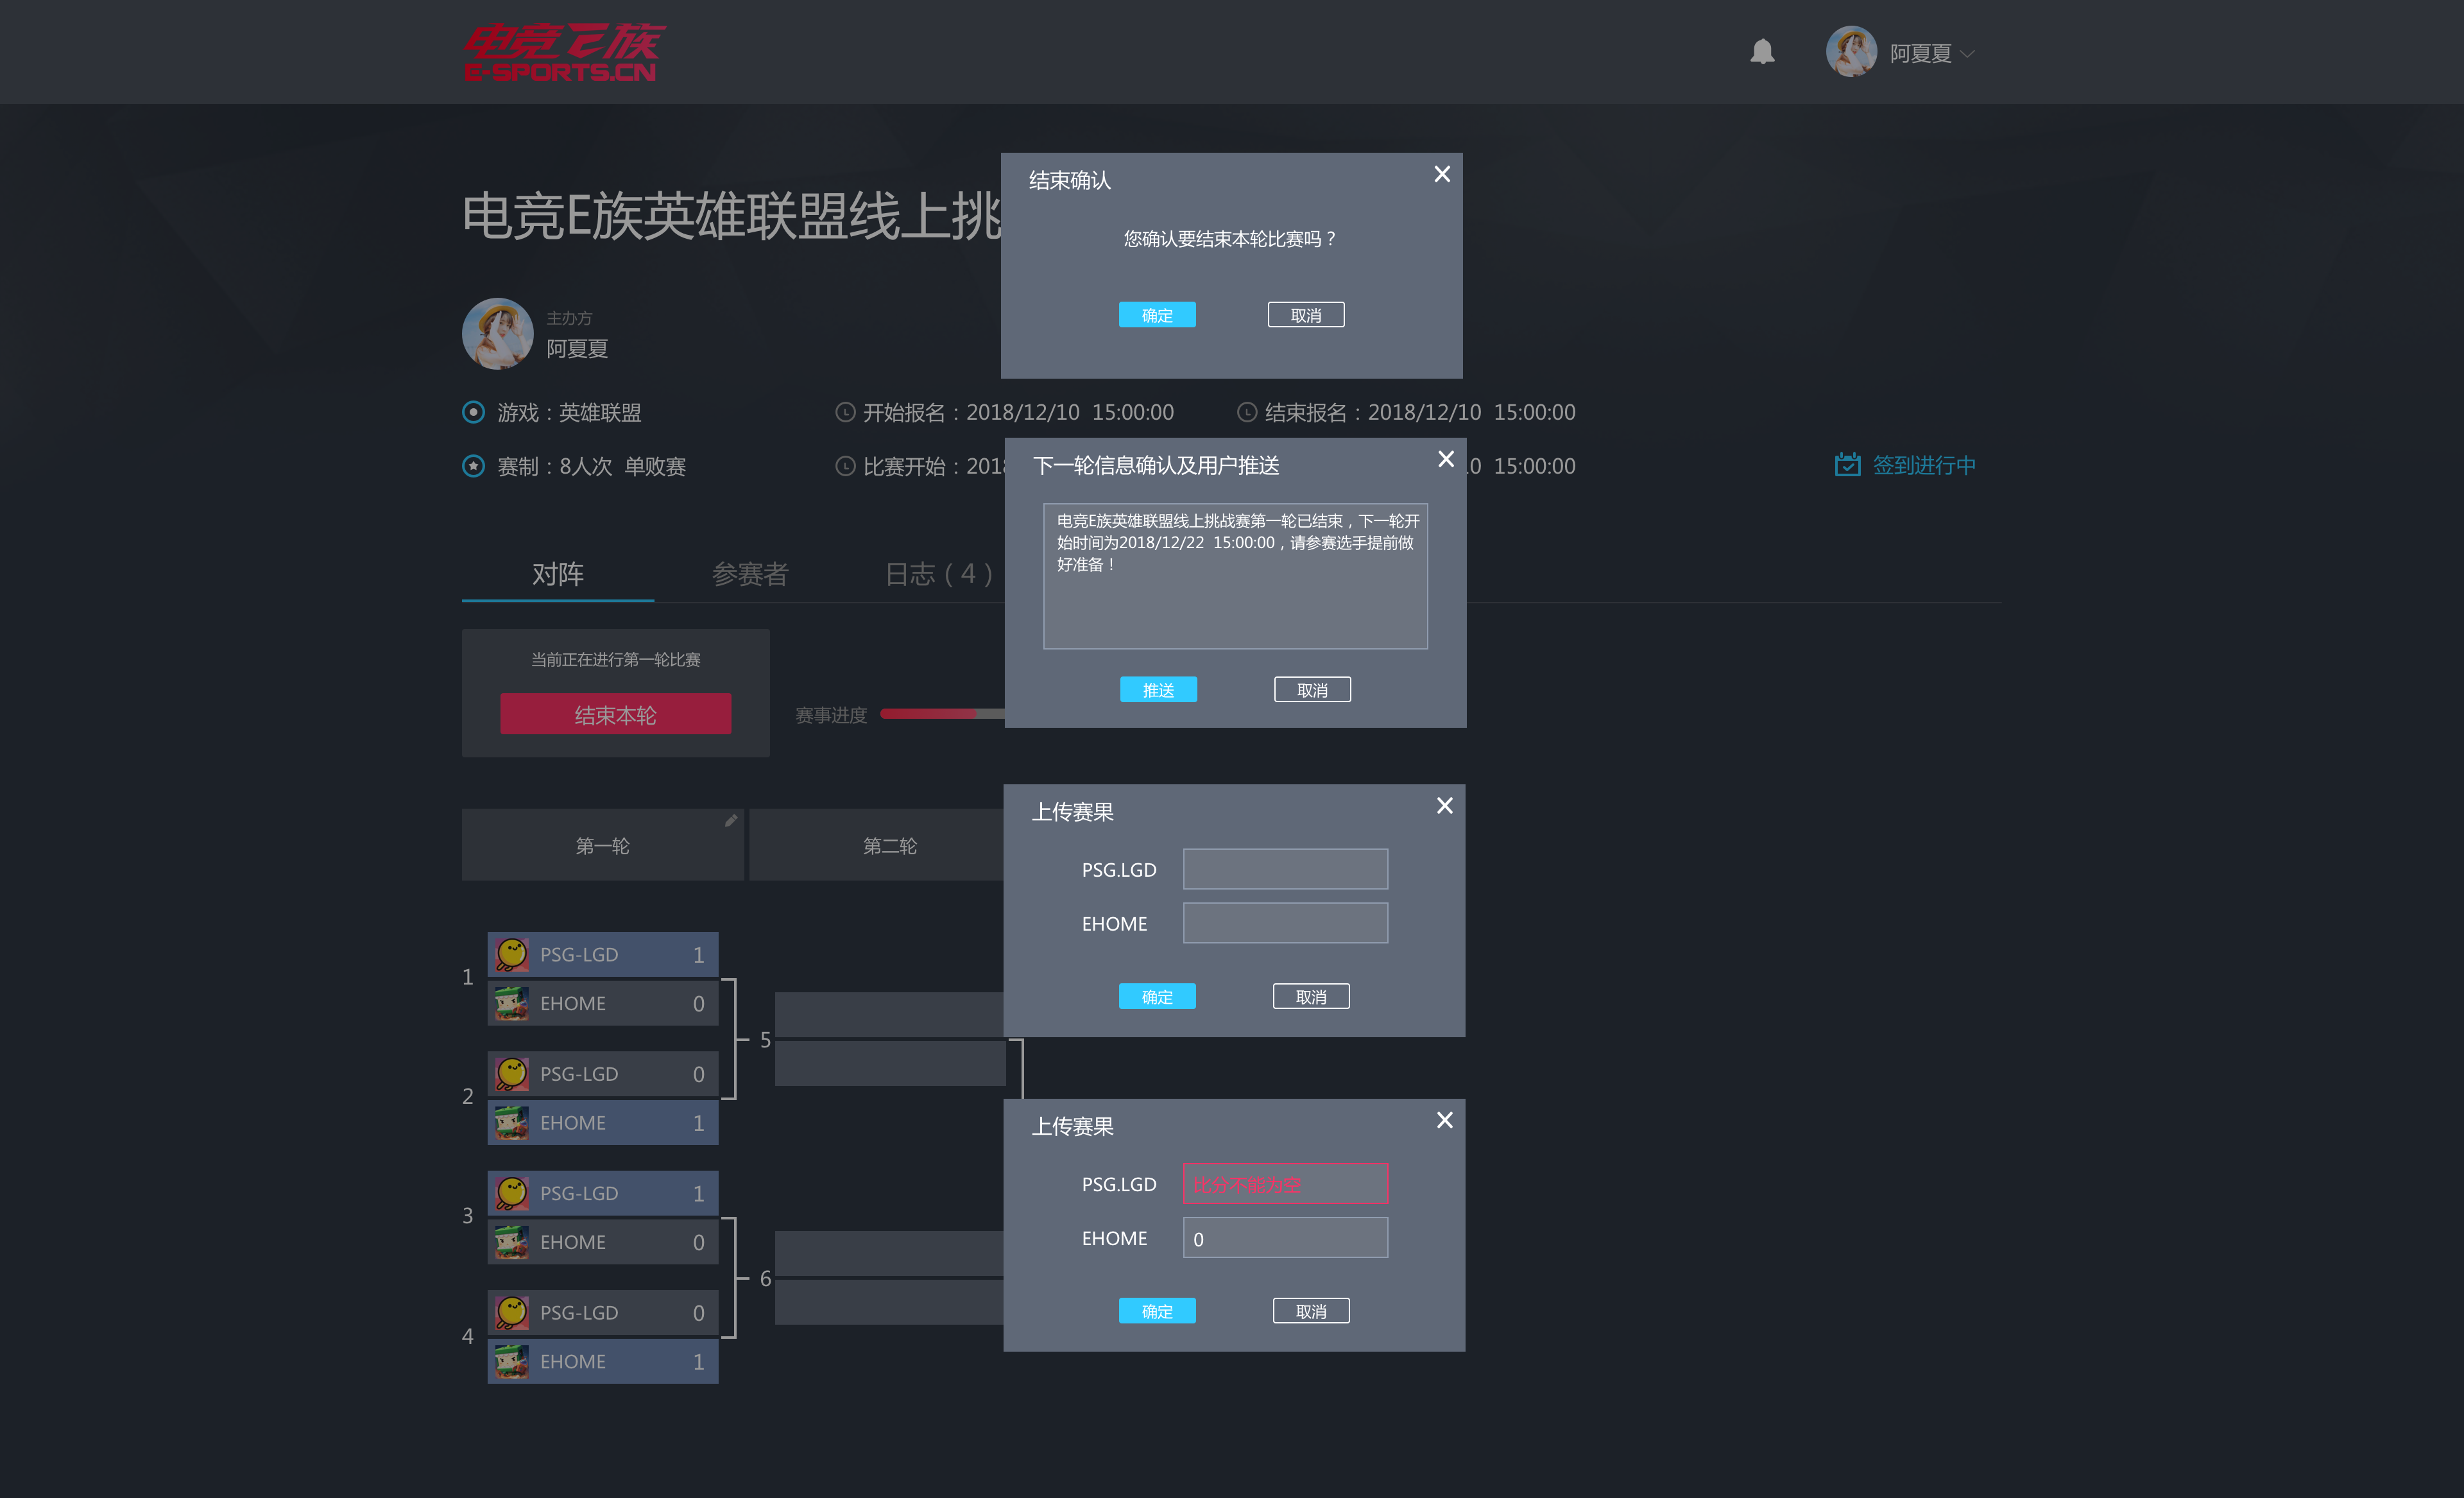 电竞E族
E-SPORTS.CN
阿夏夏
电竞E族英雄联盟线上挑
主办方
阿夏夏
游戏：英雄联盟
开始报名：2018/12/10 15:00:00
结束报名：2018/12/10 15:00:00
赛制：8人次 单败赛
比赛开始：201
0 15:00:00
签到进行中
对阵
参赛者
日志（4）
当前正在进行第一轮比赛
结束本轮
赛事进度
第一轮
第二轮
1
PSG-LGD 1
EHOME 0
2
PSG-LGD 0
EHOME 1
3
PSG-LGD 1
EHOME 0
4
PSG-LGD 0
EHOME 1
5
6
结束确认
您确认要结束本轮比赛吗？
确定
取消
下一轮信息确认及用户推送
电竞E族英雄联盟线上挑战赛第一轮已结束，下一轮开
始时间为2018/12/22 15:00:00，请参赛选手提前做
好准备！
推送
取消
上传赛果
PSG.LGD
EHOME
确定
取消
上传赛果
PSG.LGD 比分不能为空
EHOME 0
确定
取消